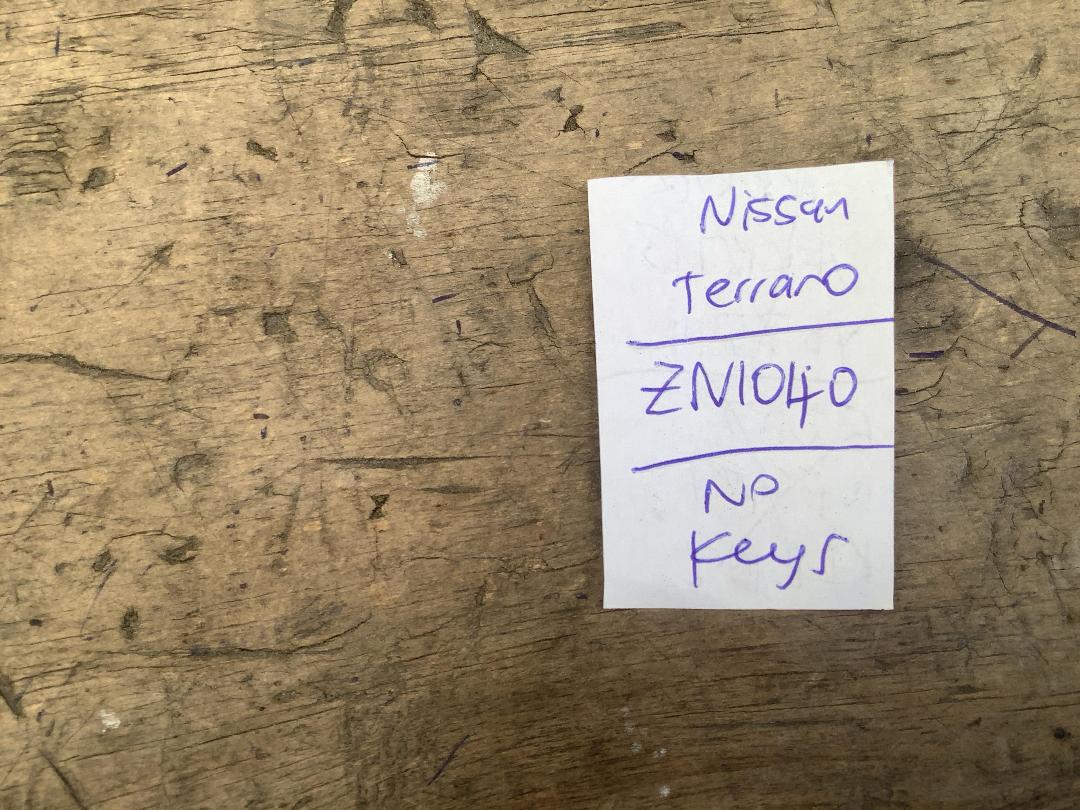 Nissan
Terrano
ZN1040
No
Keys